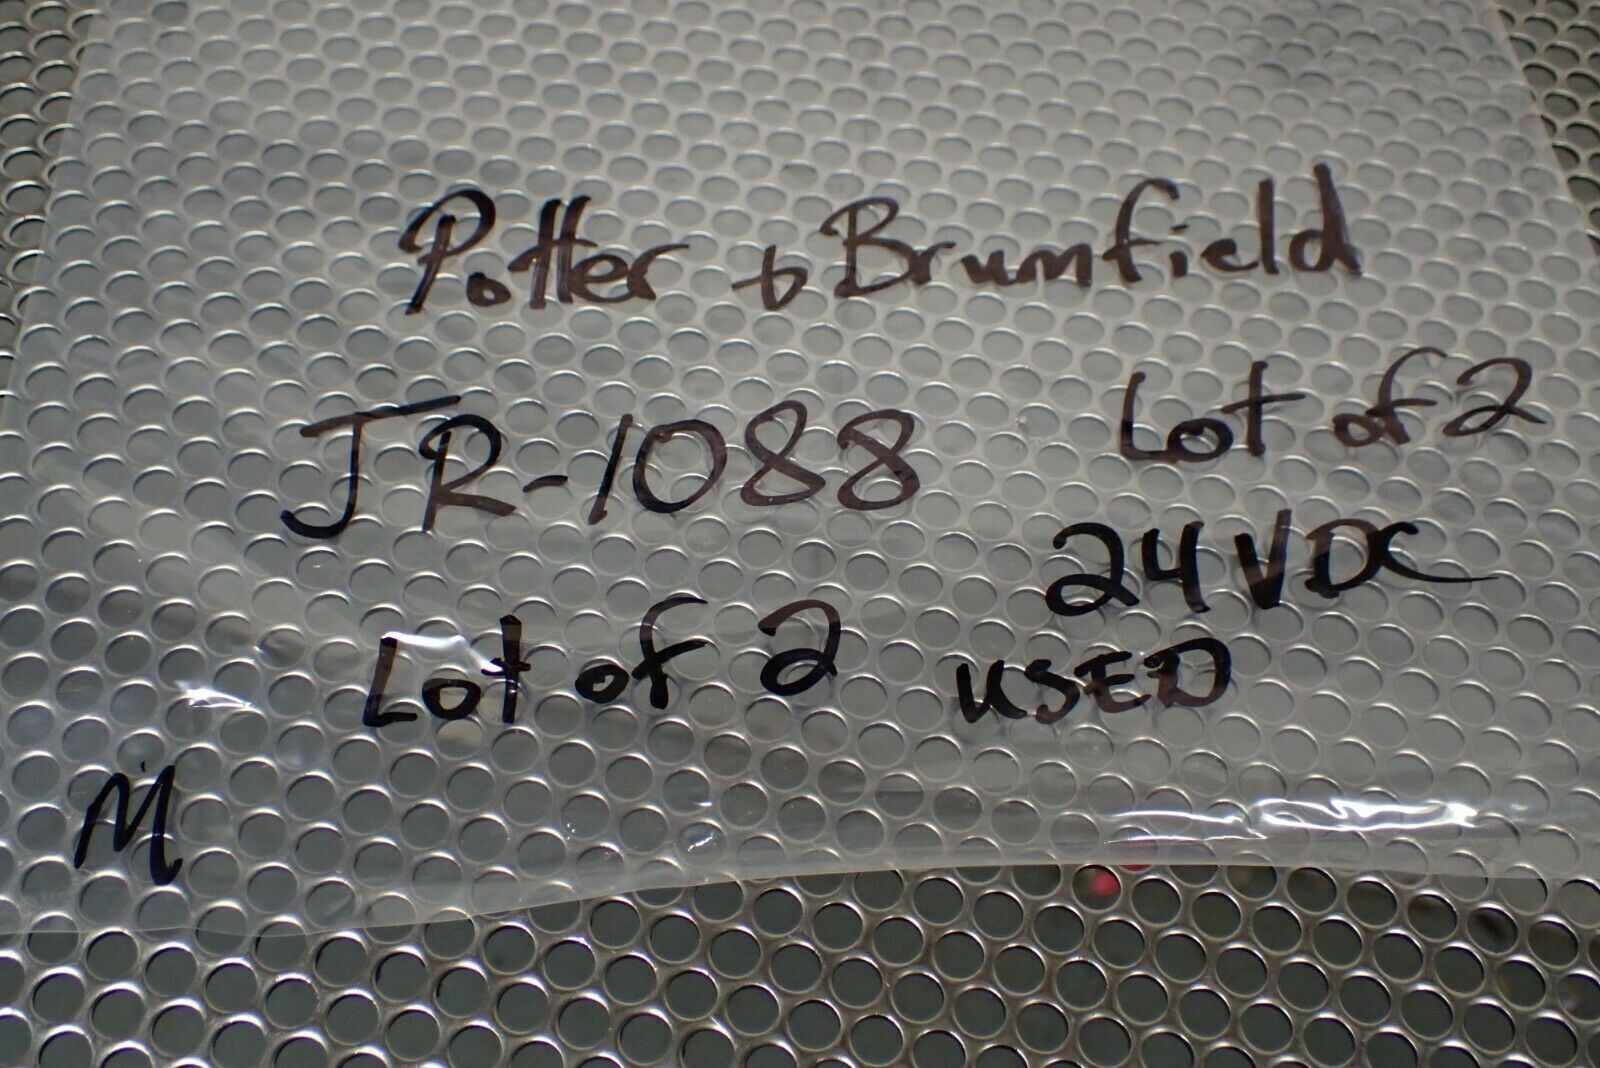 Potter & Brumfield
JR-1088
Lot of 2
24VDC
Lot of 2
USED
M